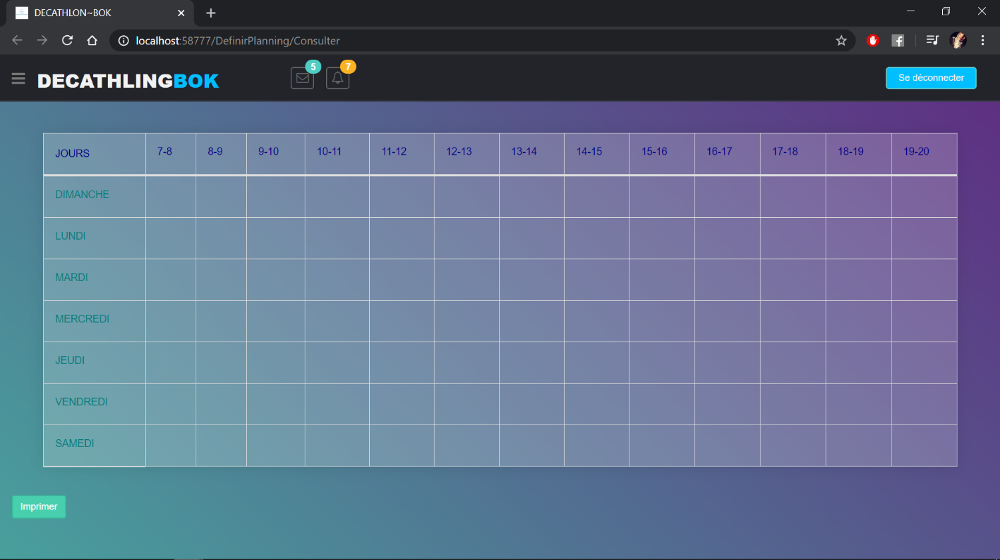 DECATHLON~BOK
localhost:58777/DefinirPlanning/Consulter
DECATHLINGBOK 5 7 Se déconnecter
JOURS 7-8 8-9 9-10 10-11 11-12 12-13 13-14 14-15 15-16 16-17 17-18 18-19 19-20
DIMANCHE
LUNDI
MARDI
MERCREDI
JEUDI
VENDREDI
SAMEDI
Imprimer